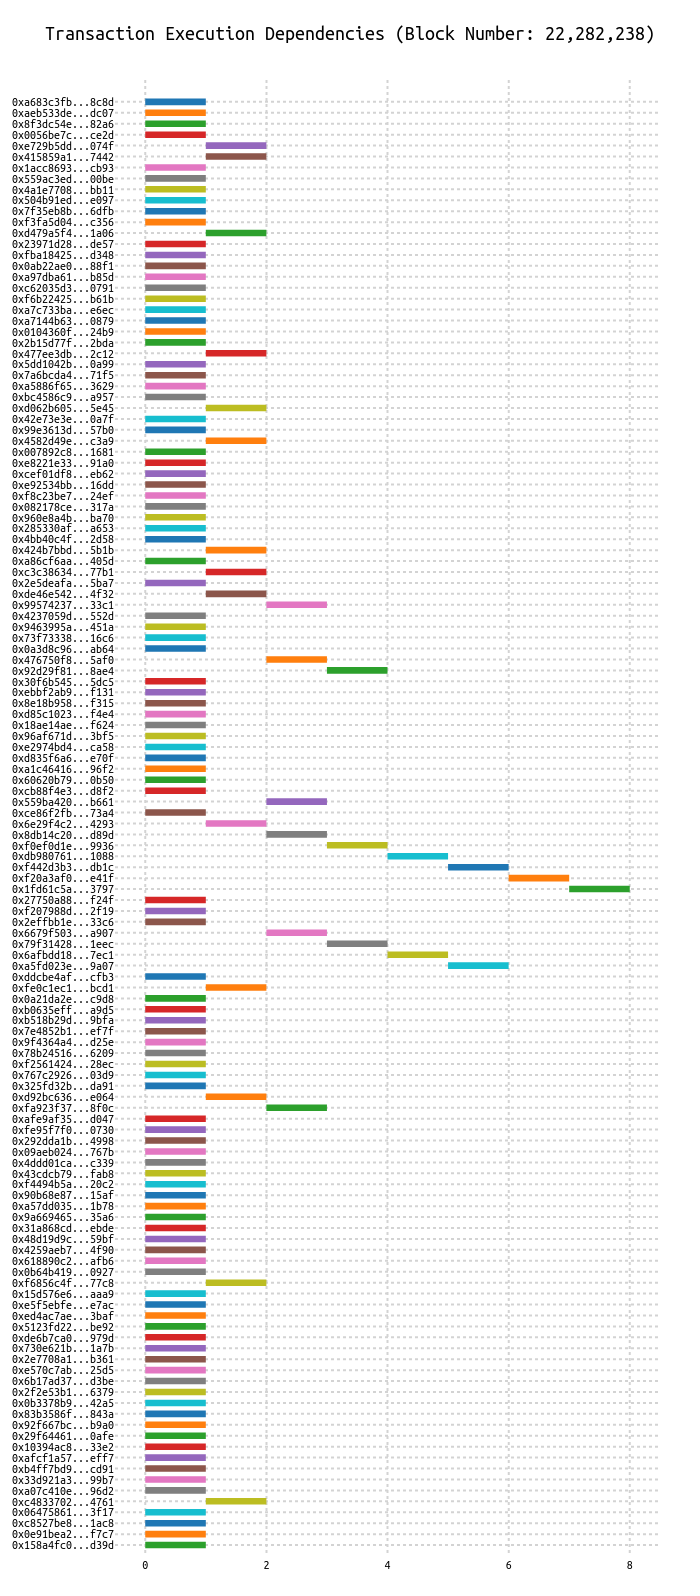 Transaction Execution Dependencies (Block Number: 22,282,238)
0xa683c3fb...8c8d
0xaeb533de...dc07
0x8f3dc54e...82a6
0x0056be7c...ce2d
0xe729b5dd...074f
0x415859a1...7442
0x1acc8693...cb93
0x559ac3ed...00be
0x4a1e7708...bb11
0x504b91ed...e097
0x7f35eb8b...6dfb
0xf3fa5d04...c356
0xd479a5f4...1a06
0x23971d28...de57
0xfba18425...d348
0x0ab22ae0...88f1
0xa97dba61...b85d
0xc62035d3...0791
0xf6b22425...b61b
0xa7c733ba...e6ec
0xa7144b63...0879
0x0104360f...24b9
0x2b15d77f...2bda
0x477ee3db...2c12
0x5dd1042b...0a99
0x7a6bcda4...71f5
0xa5886f65...3629
0xbc4586c9...a957
0xd062b605...5e45
0x42e73e3e...0a7f
0x99e3613d...57b0
0x4582d49e...c3a9
0x007892c8...1681
0xe8221e33...91a0
0xcef01df8...eb62
0xe92534bb...16dd
0xf8c23be7...24ef
0x082178ce...317a
0x960e8a4b...ba70
0x285330af...a653
0x4bb40c4f...2d58
0x424b7bbd...5b1b
0xa86cf6aa...405d
0xc3c38634...77b1
0x2e5deafa...5ba7
0xde46e542...4f32
0x99574237...33c1
0x4237059d...552d
0x9463995a...451a
0x73f73338...16c6
0x0a3d8c96...ab64
0x476750f8...5af0
0x92d29f81...8ae4
0x30f6b545...5dc5
0xebbf2ab9...f131
0x8e18b958...f315
0xd85c1023...f4e4
0x18ae14ae...f624
0x96af671d...3bf5
0xe2974bd4...ca58
0xd835f6a6...e70f
0xa1c46416...96f2
0x60620b79...0b50
0xcb88f4e3...d8f2
0x559ba420...b661
0xce86f2fb...73a4
0x6e29f4c2...4293
0x8db14c20...d89d
0xf0ef0d1e...9936
0xdb980761...1088
0xf442d3b3...db1c
0xf20a3af0...e41f
0x1fd61c5a...3797
0x27750a88...f24f
0xf207988d...2f19
0x2effbb1e...33c6
0x6679f503...a907
0x79f31428...1eec
0x6afbdd18...7ec1
0xa5fd023e...9a07
0xddcbe4af...cfb3
0xfe0c1ec1...bcd1
0x0a21da2e...c9d8
0xb0635eff...a9d5
0xb518b29d...9bfa
0x7e4852b1...ef7f
0x9f4364a4...d25e
0x78b24516...6209
0xf2561424...28ec
0x767c2926...03d9
0x325fd32b...da91
0xd92bc636...e064
0xfa923f37...8f0c
0xafe9af35...d047
0xfe95f7f0...0730
0x292dda1b...4998
0x09aeb024...767b
0x4ddd01ca...c339
0x43cdcb79...fab8
0xf4494b5a...20c2
0x90b68e87...15af
0xa57dd035...1b78
0x9a669465...35a6
0x31a868cd...ebde
0x48d19d9c...59bf
0x4259aeb7...4f90
0x618890c2...afb6
0x0b64b419...0927
0xf6856c4f...77c8
0x15d576e6...aaa9
0xe5f5ebfe...e7ac
0xed4ac7ae...3baf
0x5123fd22...be92
0xde6b7ca0...979d
0x730e621b...1a7b
0x2e7708a1...b361
0xe570c7ab...25d5
0x6b17ad37...d3be
0x2f2e53b1...6379
0x0b3378b9...42a5
0x83b3586f...843a
0x92f667bc...b9a0
0x29f64461...0afe
0x10394ac8...33e2
0xafcf1a57...eff7
0xb4ff7bd9...cd91
0x33d921a3...99b7
0xa07c410e...96d2
0xc4833702...4761
0x06475861...3f17
0xc8527be8...1ac8
0x0e91bea2...f7c7
0x158a4fc0...d39d
0 2 4 6 8